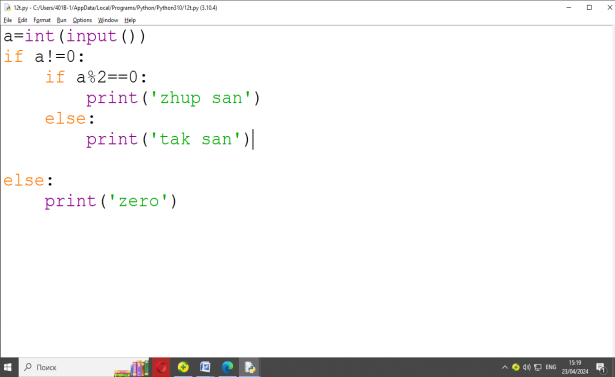 12t.py - C:/Users/401B-1/AppData/Local/Programs/Python/Python310/12t.py (3.10.4)
File Edit Format Run Options Window Help
a=int(input())
if a!=0:
    if a%2==0:
        print('zhup san')
    else:
        print('tak san')
else:
    print('zero')
Поиск
ENG
15:19
23/04/2024